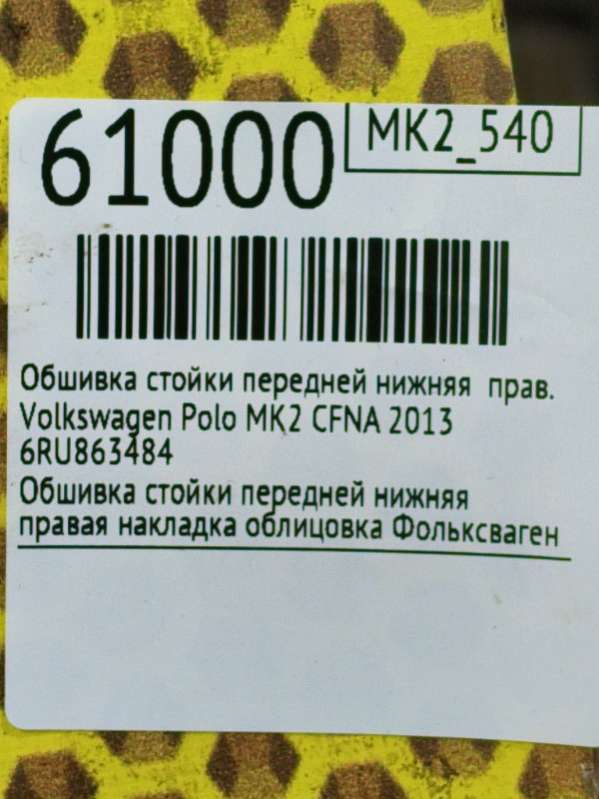 61000
MK2_540
Обшивка стойки передней нижняя прав.
Volkswagen Polo MK2 CFNA 2013
6RU863484
Обшивка стойки передней нижняя
правая накладка облицовка Фольксваген